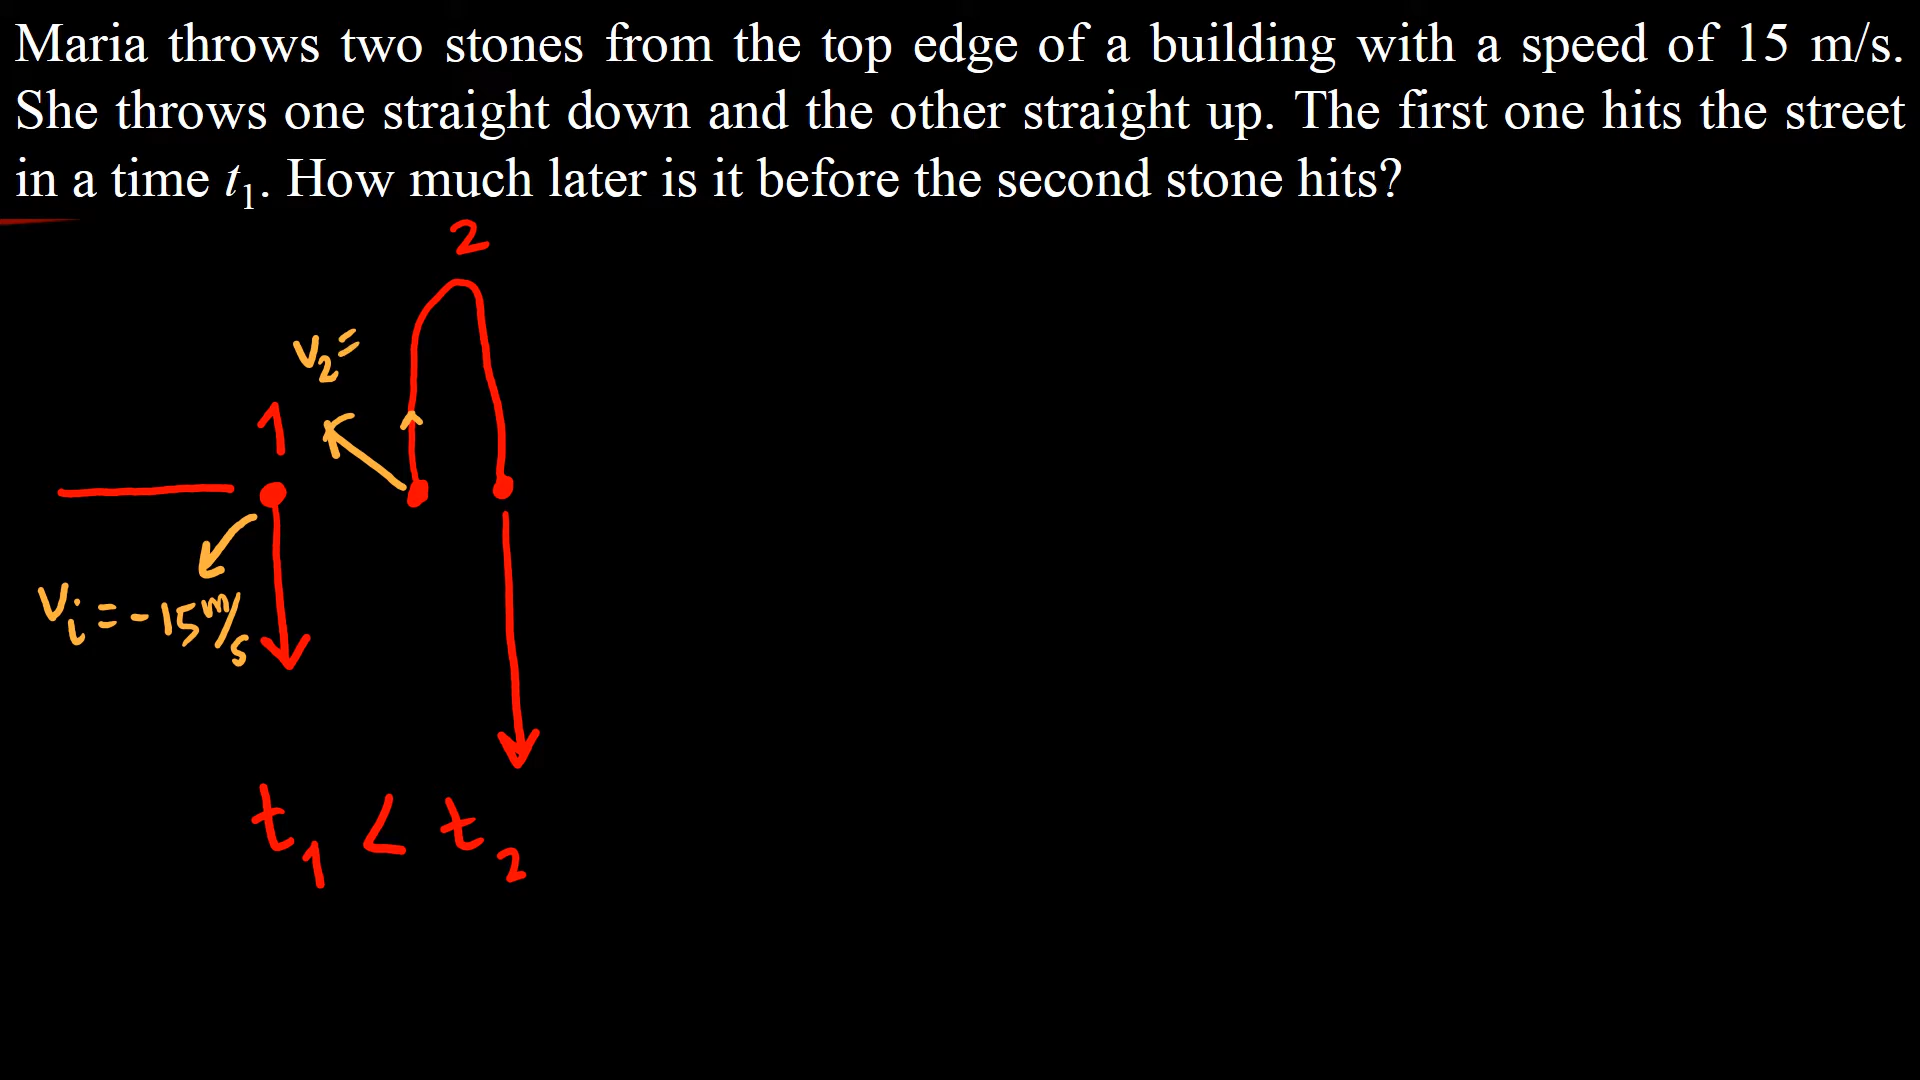 Maria throws two stones from the top edge of a building with a speed of 15 m/s.
She throws one straight down and the other straight up. The first one hits the street
in a time t₁. How much later is it before the second stone hits?
2
v₂=
1
vᵢ = -15 m/s
t₁ < t₂